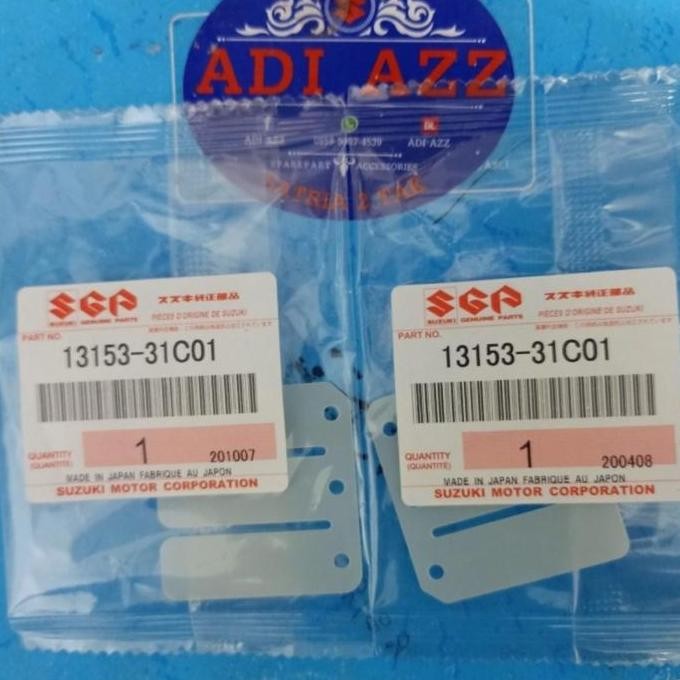 ADI AZZ
ADI AZZ
ADI AZZ
SPAREPART
ACCESSORIES
SGP
スズキ純正部品
SUZUKI GENUINE PARTS
PIECES D'ORIGINE DE SUZUKI
PART NO.
13153-31C01
QUANTITY
(QUANTITÉ)
1
201007
MADE IN JAPAN FABRIQUE AU JAPON
SUZUKI MOTOR CORPORATION
SGP
スズキ純正部品
SUZUKI GENUINE PARTS
PIECES D'ORIGINE DE SUZUKI
PART NO.
13153-31C01
QUANTITY
(QUANTITÉ)
1
200408
MADE IN JAPAN FABRIQUE AU JAPON
SUZUKI MOTOR CORPORATION